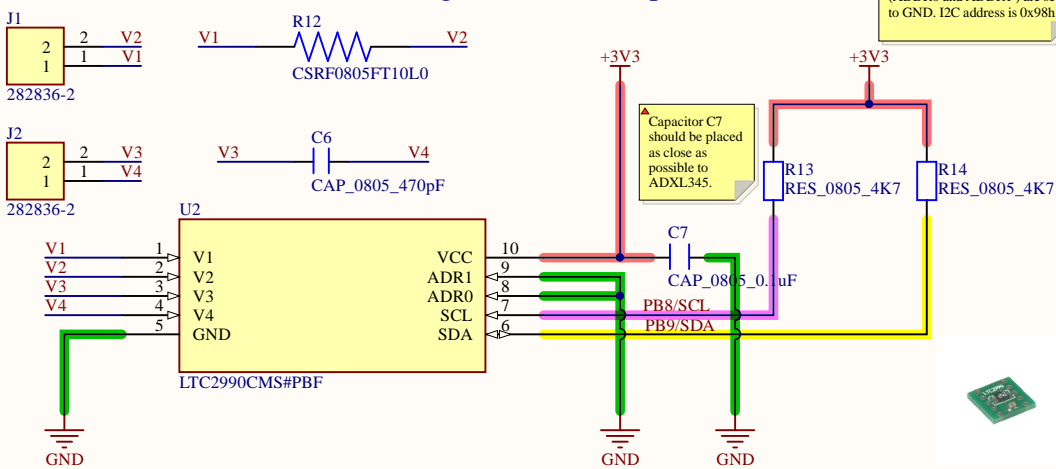 to GND. I2C address is 0x98h
J1
2 2 V2
1 1 V1
282836-2
V1 R12 V2
CSRF0805FT10L0
+3V3
+3V3
Capacitor C7
should be placed
as close as
possible to
ADXL345.
J2
2 2 V3
1 1 V4
282836-2
V3 C6 V4
CAP_0805_470pF
R13
RES_0805_4K7
R14
RES_0805_4K7
U2
V1 1 V1
V2 2 V2
V3 3 V3
V4 4 V4
5 GND
VCC 10
ADR1 9
ADR0 8
SCL 7 PB8/SCL
SDA 6 PB9/SDA
LTC2990CMS#PBF
C7
CAP_0805_0.1uF
GND
GND
GND